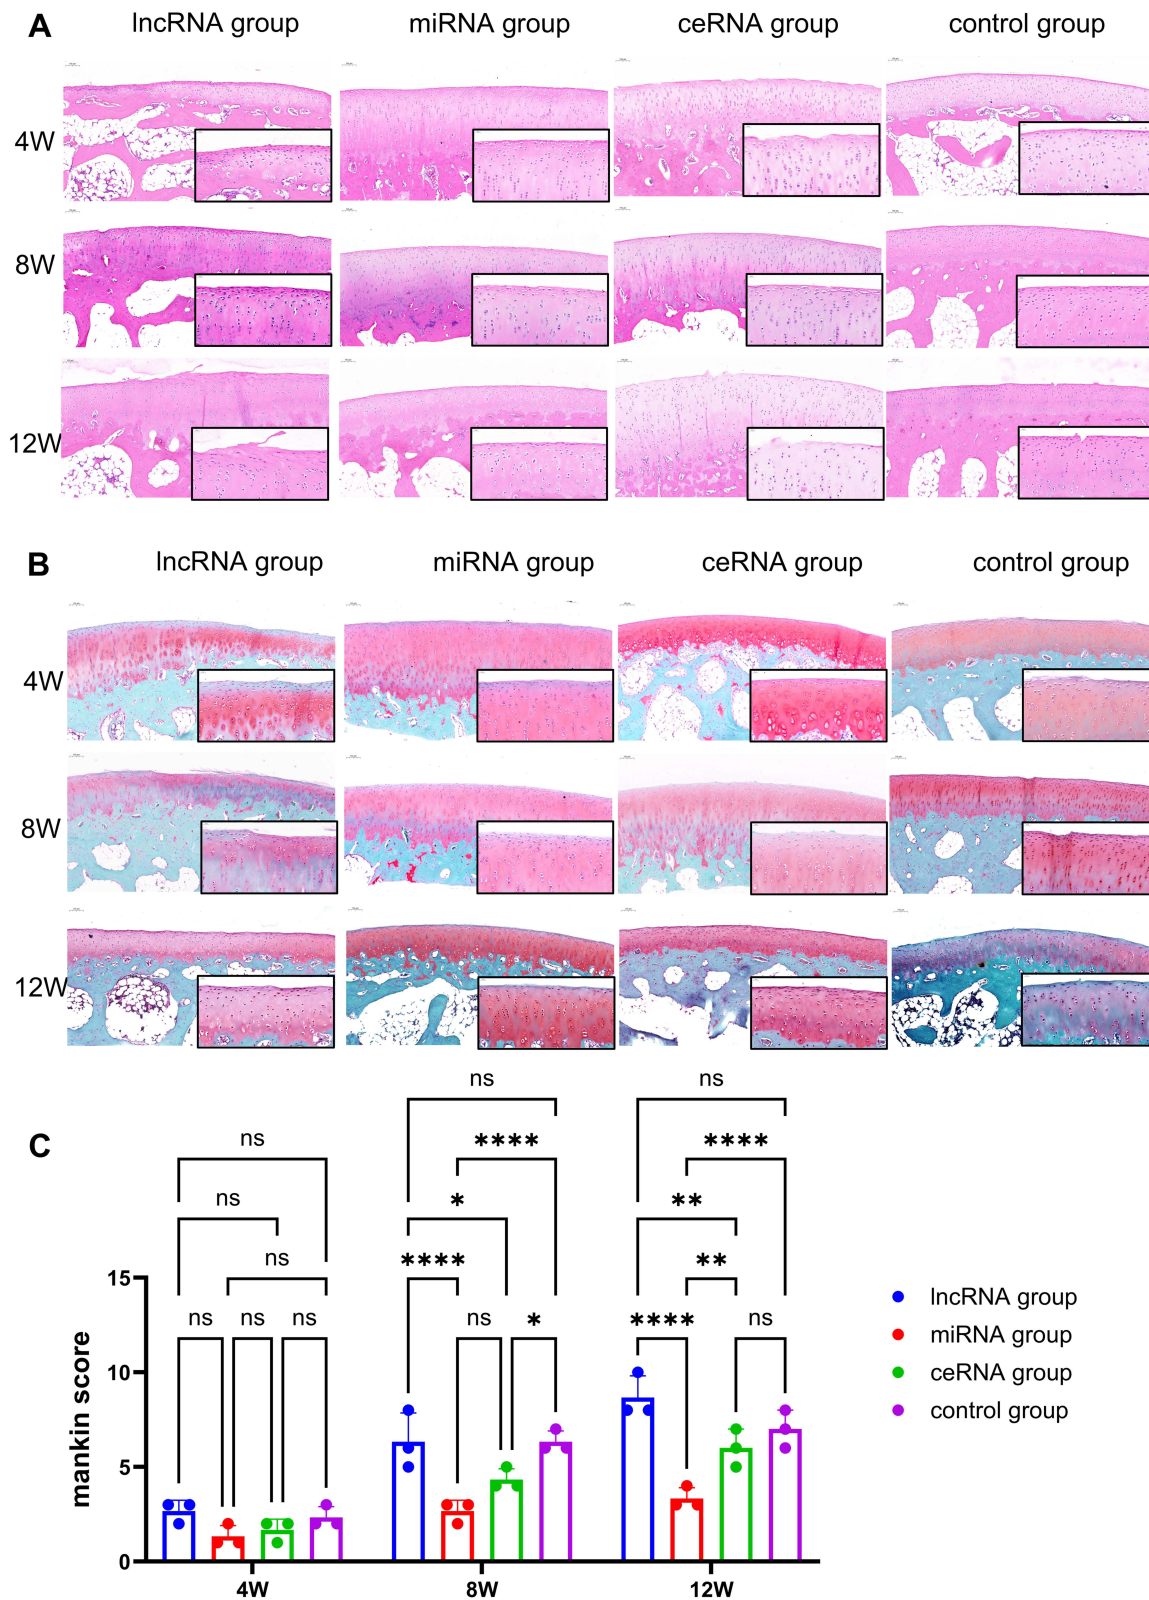 A
lncRNA group miRNA group ceRNA group control group
4W
8W
12W
B
lncRNA group miRNA group ceRNA group control group
4W
8W
12W
C
ns ns
ns **** ****
ns * **
ns **** **
ns ns ns ns * **** ns
15
10
5
0
mankin score
4W 8W 12W
lncRNA group
miRNA group
ceRNA group
control group